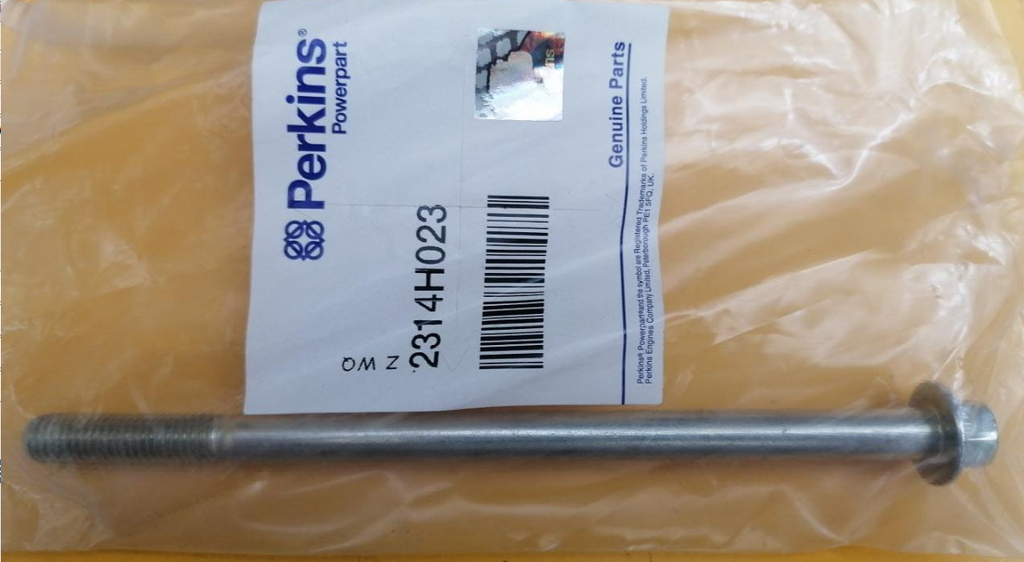 Perkins®
Powerpart
2314H023
Z WQ
Genuine Parts
Perkins® Powerpart® and the symbol are Registered Trademarks of Perkins Holdings Limited.
Perkins Engines Company Limited, Peterborough PE1 5FQ, UK.